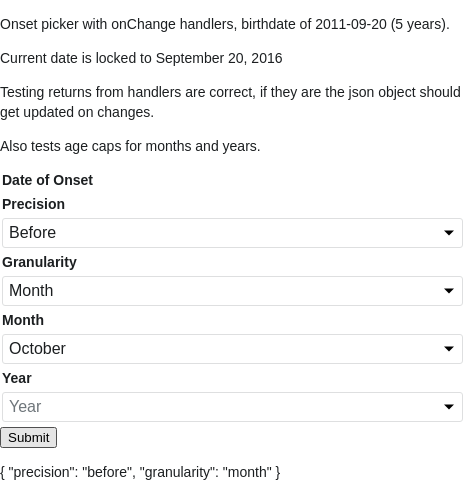 Onset picker with onChange handlers, birthdate of 2011-09-20 (5 years).
Current date is locked to September 20, 2016
Testing returns from handlers are correct, if they are the json object should
get updated on changes.
Also tests age caps for months and years.
Date of Onset
Precision
Before
Granularity
Month
Month
October
Year
Year
Submit
{ "precision": "before", "granularity": "month" }